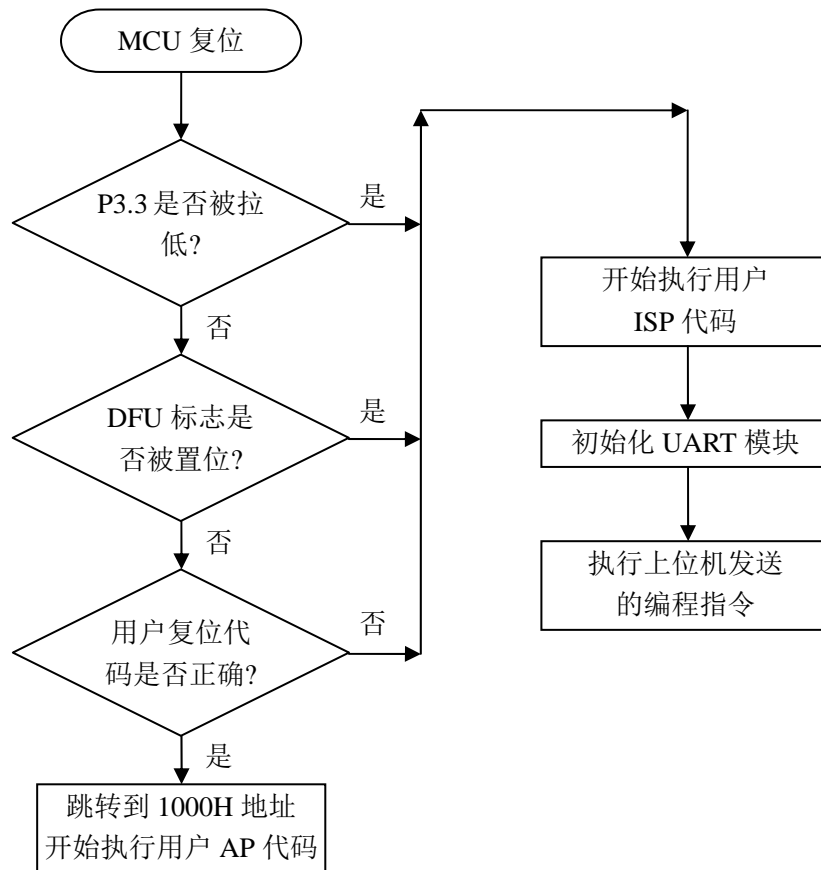 MCU 复位
P3.3 是否被拉
低?
是
否
DFU 标志是
否被置位?
是
否
用户复位代
码是否正确?
否
是
跳转到 1000H 地址
开始执行用户 AP 代码
开始执行用户
ISP 代码
初始化 UART 模块
执行上位机发送
的编程指令